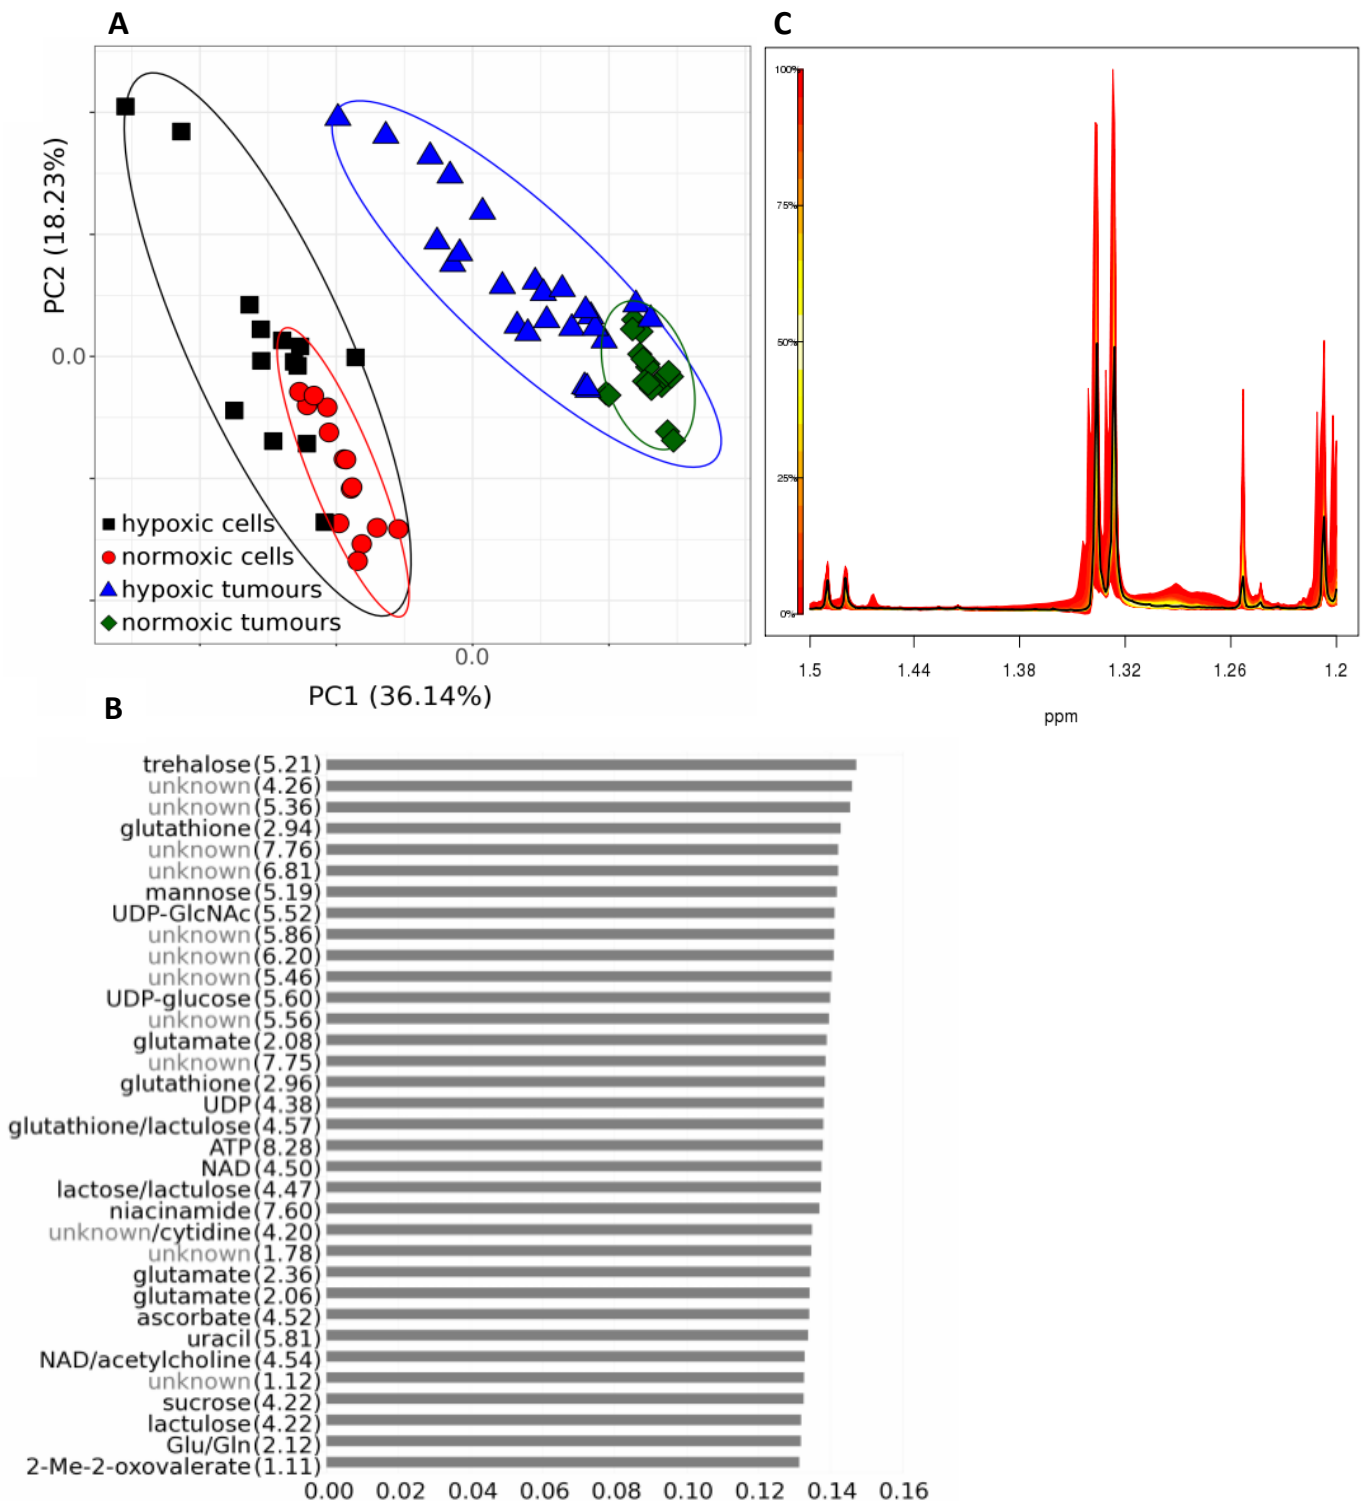 A
PC2 (18.23%)
0.0
hypoxic cells
normoxic cells
hypoxic tumours
normoxic tumours
0.0
PC1 (36.14%)
C
100%
75%
50%
25%
0%
1.5 1.44 1.38 1.32 1.26 1.2
ppm
B
trehalose(5.21)
unknown(4.26)
unknown(5.36)
glutathione(2.94)
unknown(7.76)
unknown(6.81)
mannose(5.19)
UDP-GlcNAc(5.52)
unknown(5.86)
unknown(6.20)
unknown(5.46)
UDP-glucose(5.60)
unknown(5.56)
glutamate(2.08)
unknown(7.75)
glutathione(2.96)
UDP(4.38)
glutathione/lactulose(4.57)
ATP(8.28)
NAD(4.50)
lactose/lactulose(4.47)
niacinamide(7.60)
unknown/cytidine(4.20)
unknown(1.78)
glutamate(2.36)
glutamate(2.06)
ascorbate(4.52)
uracil(5.81)
NAD/acetylcholine(4.54)
unknown(1.12)
sucrose(4.22)
lactulose(4.22)
Glu/Gln(2.12)
2-Me-2-oxovalerate(1.11)
0.00 0.02 0.04 0.06 0.08 0.10 0.12 0.14 0.16